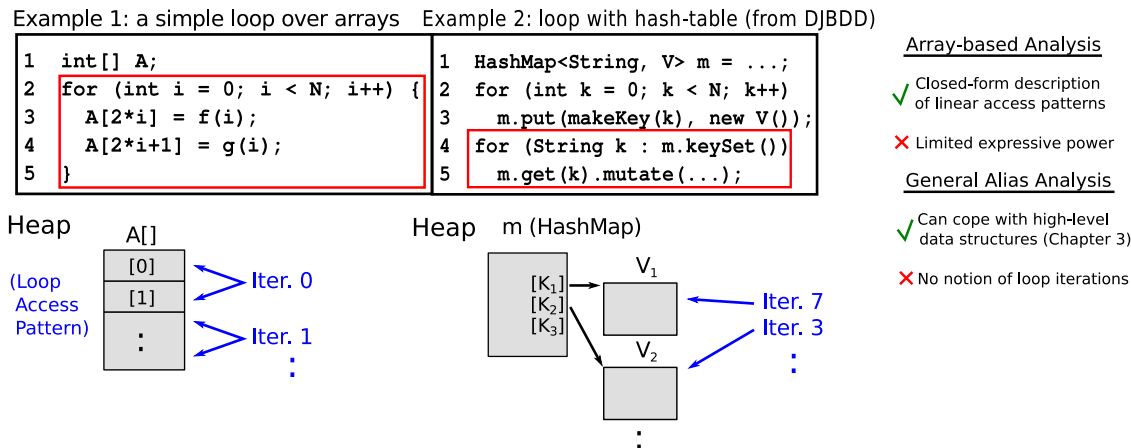 Example 1: a simple loop over arrays
1 int[] A;
2 for (int i = 0; i < N; i++) {
3 A[2*i] = f(i);
4 A[2*i+1] = g(i);
5 }
Example 2: loop with hash-table (from DJBDD)
1 HashMap<String, V> m = ...;
2 for (int k = 0; k < N; k++)
3 m.put(makeKey(k), new V());
4 for (String k : m.keySet())
5 m.get(k).mutate(...);
Heap
A[]
[0]
[1]
:
(Loop
Access
Pattern)
Iter. 0
Iter. 1
:
Heap
m (HashMap)
[K₁]
[K₂]
[K₃]
V₁
V₂
:
Iter. 7
Iter. 3
:
Array-based Analysis
✓ Closed-form description
of linear access patterns
✕ Limited expressive power
General Alias Analysis
✓ Can cope with high-level
data structures (Chapter 3)
✕ No notion of loop iterations